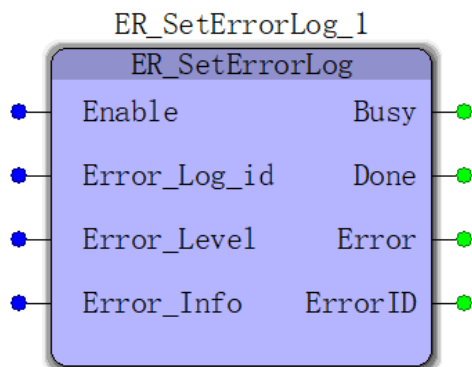 ER_SetErrorLog_1
ER_SetErrorLog
Enable Busy
Error_Log_id Done
Error_Level Error
Error_Info ErrorID